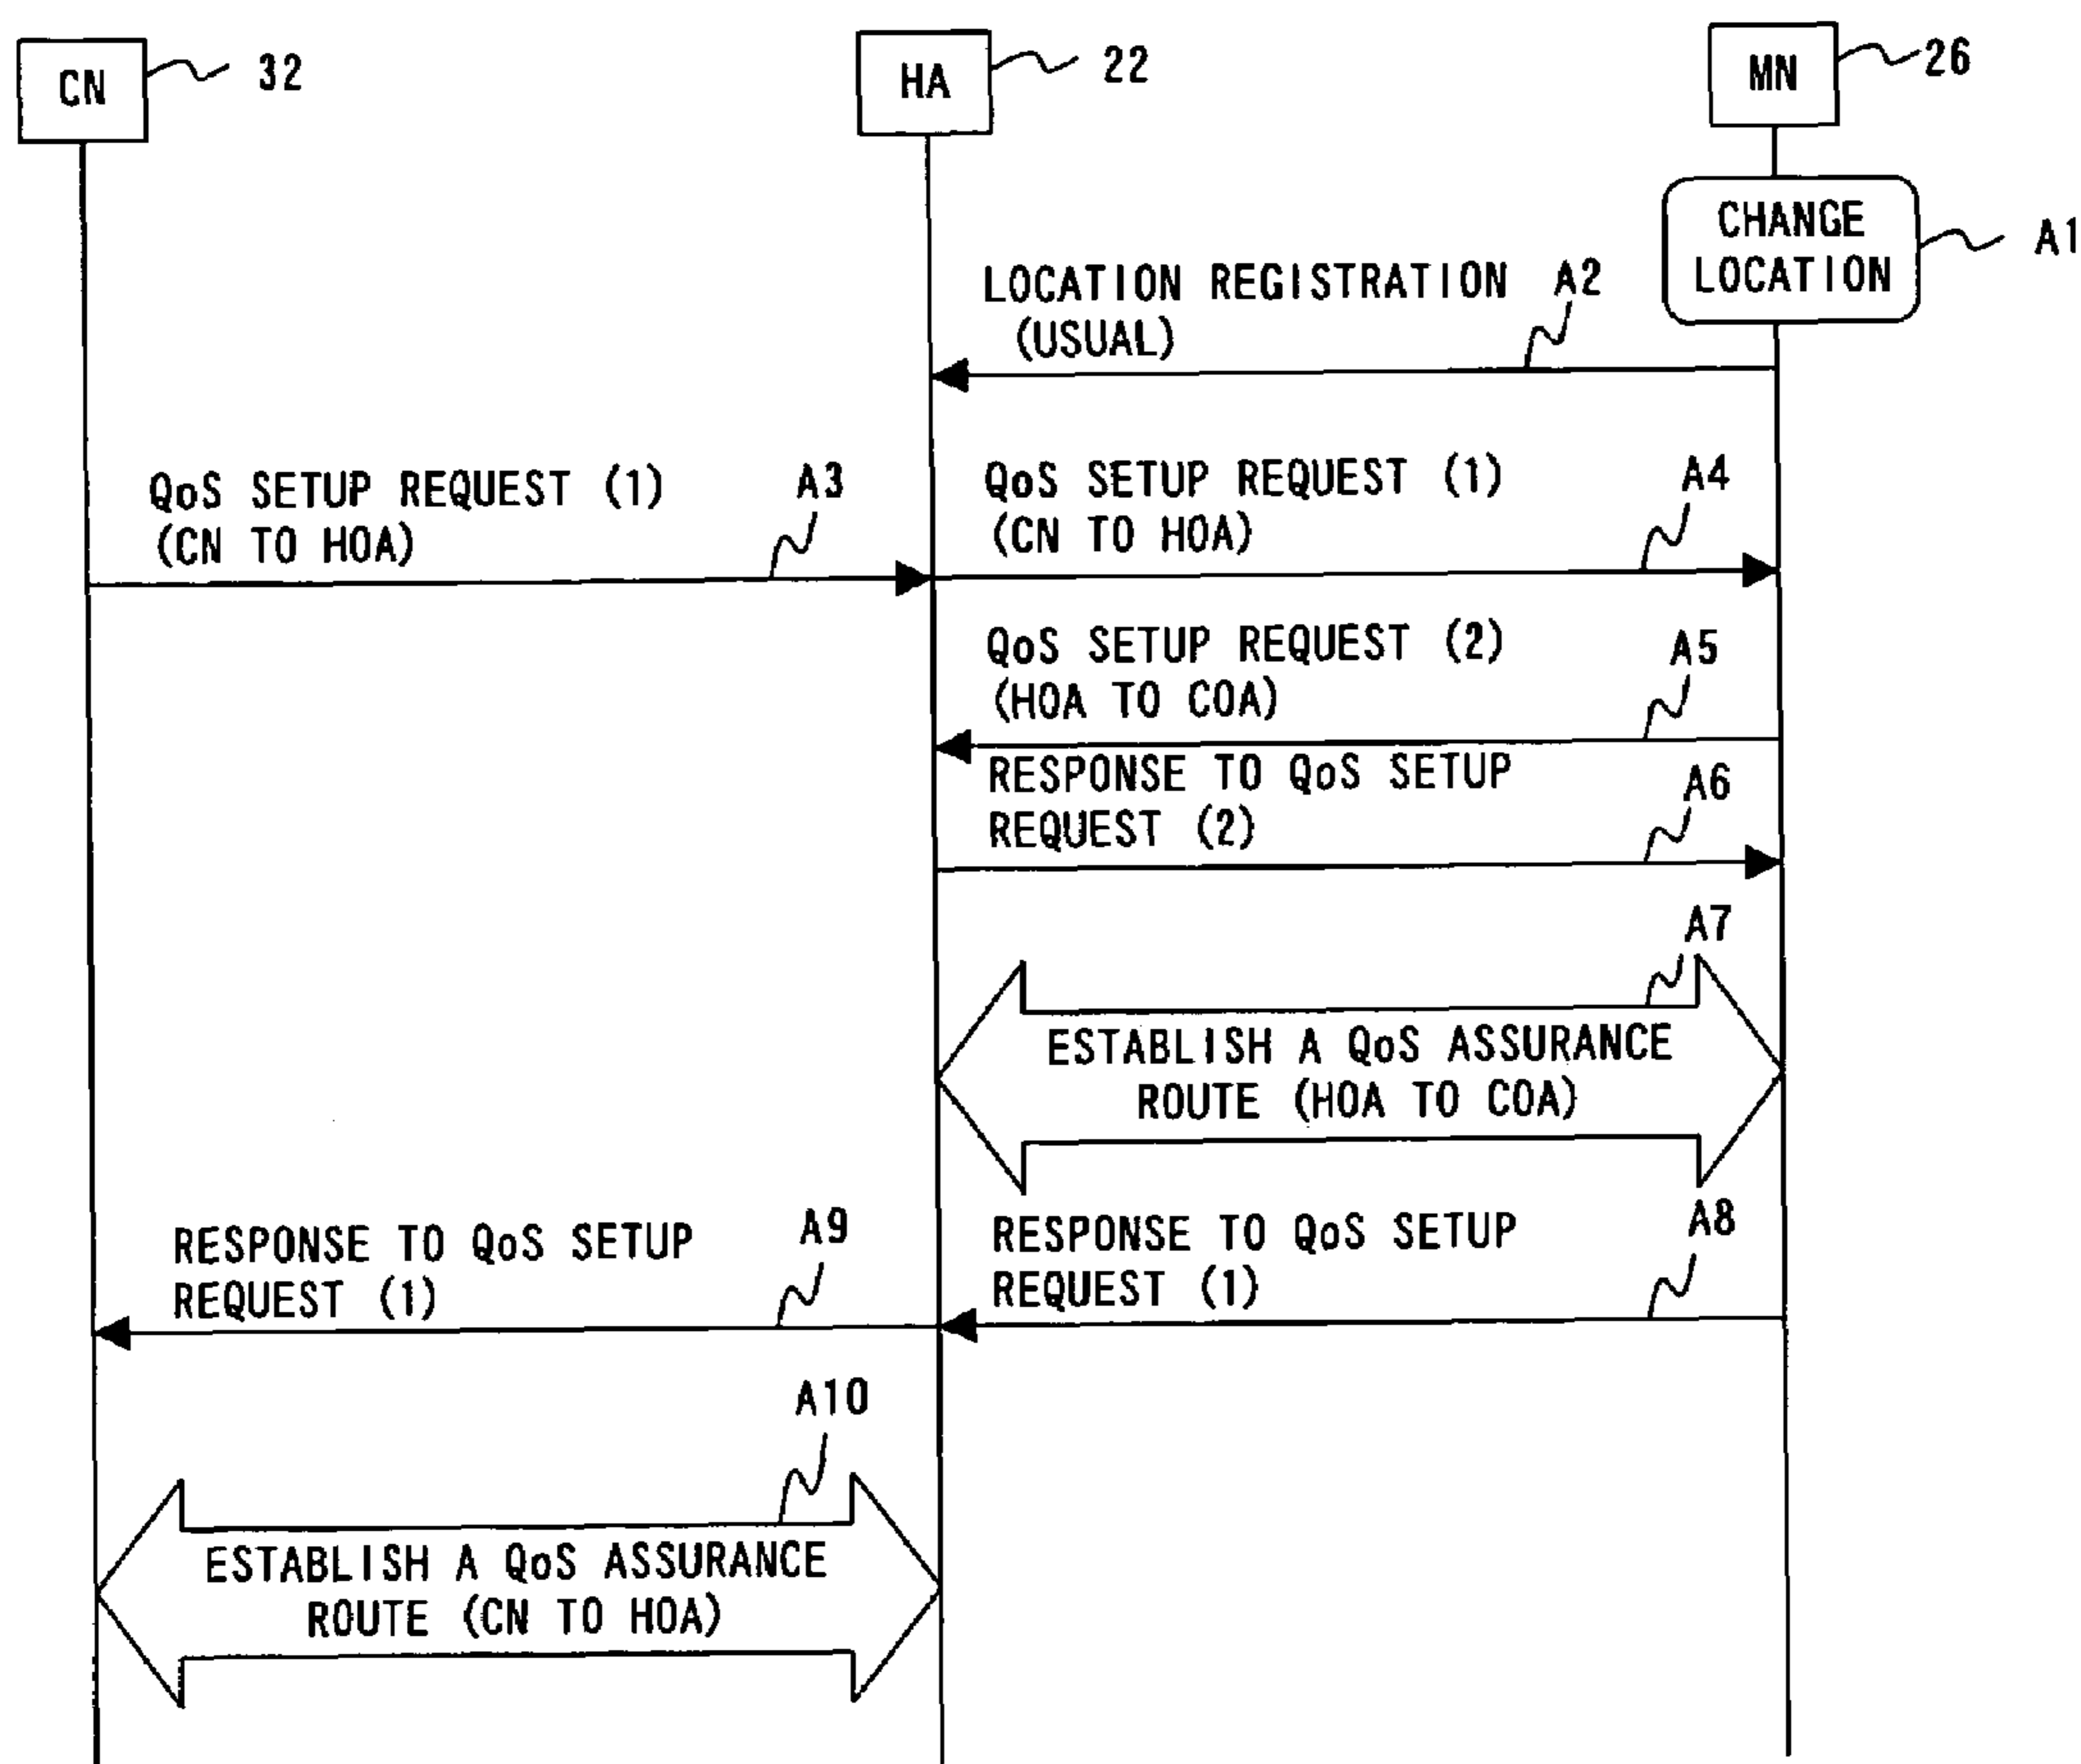 CN 32
HA 22
MN 26
CHANGE
LOCATION
A1
LOCATION REGISTRATION A2
(USUAL)
QoS SETUP REQUEST (1) A3
(CN TO HOA)
QoS SETUP REQUEST (1) A4
(CN TO HOA)
QoS SETUP REQUEST (2) A5
(HOA TO COA)
RESPONSE TO QoS SETUP A6
REQUEST (2)
A7
ESTABLISH A QoS ASSURANCE
ROUTE (HOA TO COA)
RESPONSE TO QoS SETUP A9
REQUEST (1)
RESPONSE TO QoS SETUP A8
REQUEST (1)
A10
ESTABLISH A QoS ASSURANCE
ROUTE (CN TO HOA)